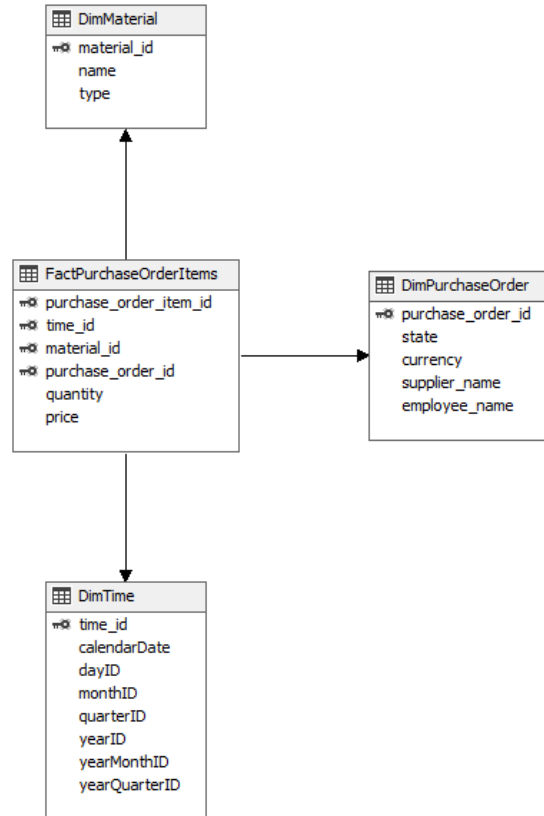 DimMaterial
material_id
name
type
FactPurchaseOrderItems
purchase_order_item_id
time_id
material_id
purchase_order_id
quantity
price
DimPurchaseOrder
purchase_order_id
state
currency
supplier_name
employee_name
DimTime
time_id
calendarDate
dayID
monthID
quarterID
yearID
yearMonthID
yearQuarterID